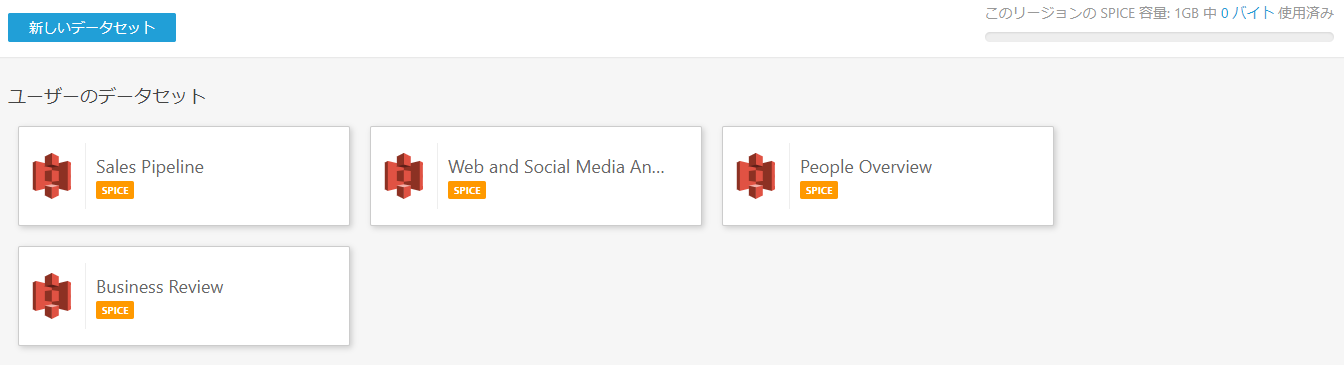 新しいデータセット
このリージョンの SPICE 容量: 1GB 中 0 バイト 使用済み
ユーザーのデータセット
Sales Pipeline
SPICE
Web and Social Media An...
SPICE
People Overview
SPICE
Business Review
SPICE